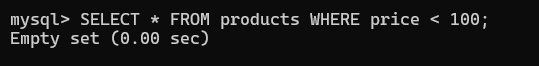 mysql> SELECT * FROM products WHERE price < 100;
Empty set (0.00 sec)